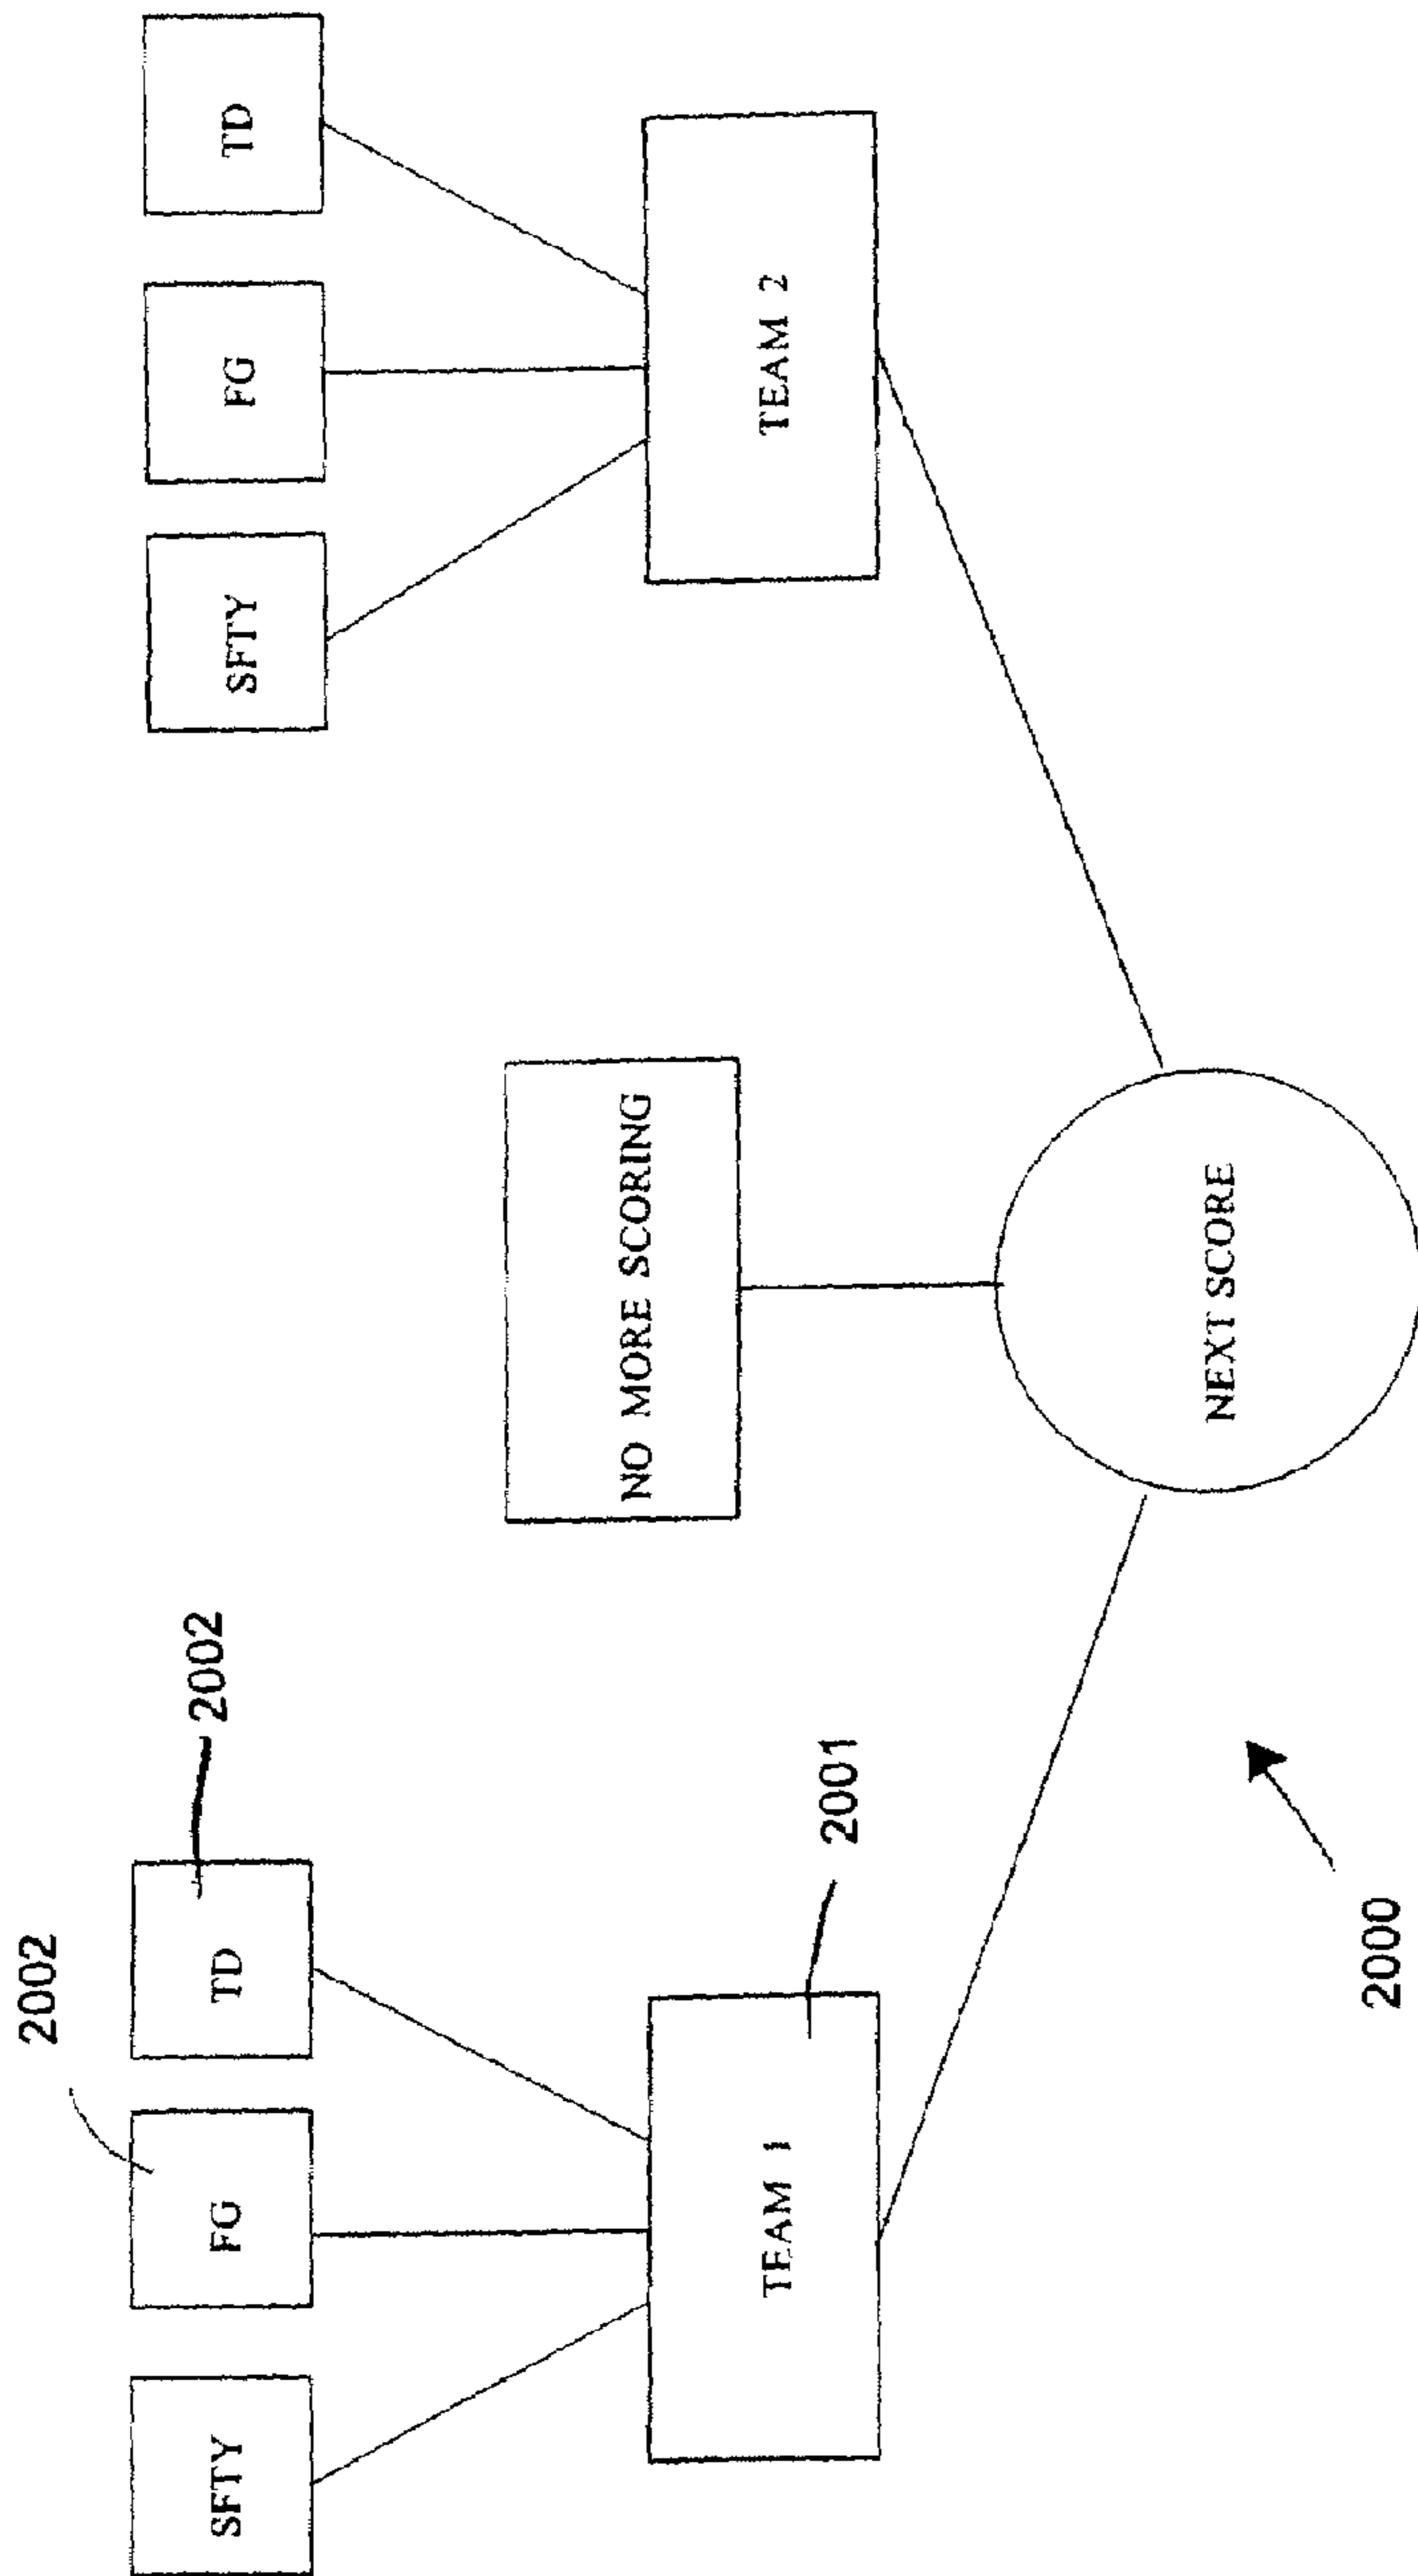 2002
2002
SFTY
FG
TD
SFTY
FG
TD
2001
TEAM 1
NO MORE SCORING
TEAM 2
NEXT SCORE
2000